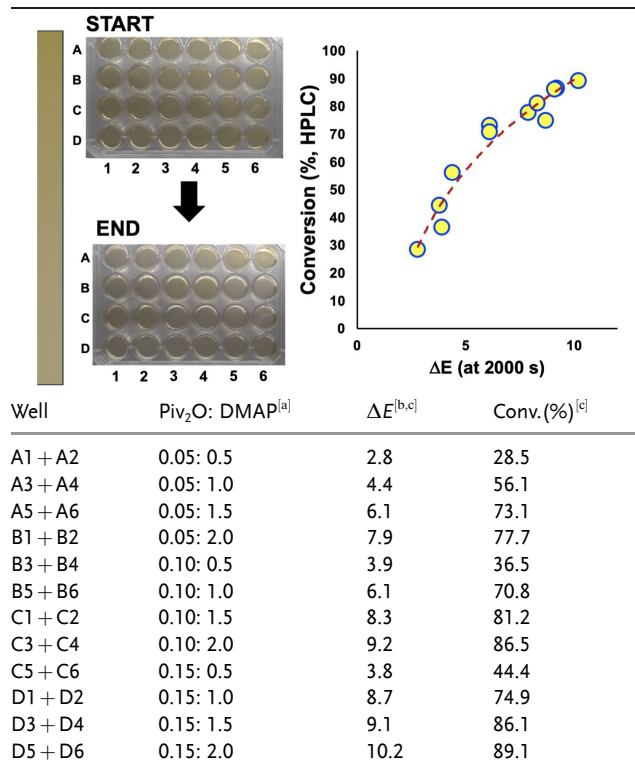 START
A
B
C
D
1 2 3 4 5 6
END
A
B
C
D
1 2 3 4 5 6
Conversion (%, HPLC)
100
90
80
70
60
50
40
30
20
10
0
0 5 10
ΔE (at 2000 s)
Well Piv₂O: DMAP[a] ΔE[b,c] Conv.(%)[c]
A1 + A2 0.05: 0.5 2.8 28.5
A3 + A4 0.05: 1.0 4.4 56.1
A5 + A6 0.05: 1.5 6.1 73.1
B1 + B2 0.05: 2.0 7.9 77.7
B3 + B4 0.10: 0.5 3.9 36.5
B5 + B6 0.10: 1.0 6.1 70.8
C1 + C2 0.10: 1.5 8.3 81.2
C3 + C4 0.10: 2.0 9.2 86.5
C5 + C6 0.15: 0.5 3.8 44.4
D1 + D2 0.15: 1.0 8.7 74.9
D3 + D4 0.15: 1.5 9.1 86.1
D5 + D6 0.15: 2.0 10.2 89.1